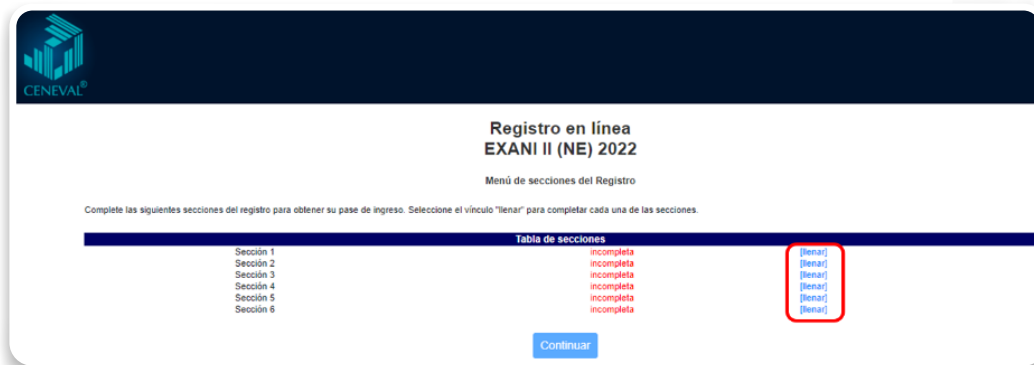 CENEVAL®
Registro en línea
EXANI II (NE) 2022
Menú de secciones del Registro
Complete las siguientes secciones del registro para obtener su pase de ingreso. Seleccione el vínculo "llenar" para completar cada una de las secciones.
Tabla de secciones
Sección 1 incompleta [llenar]
Sección 2 incompleta [llenar]
Sección 3 incompleta [llenar]
Sección 4 incompleta [llenar]
Sección 5 incompleta [llenar]
Sección 6 incompleta [llenar]
Continuar